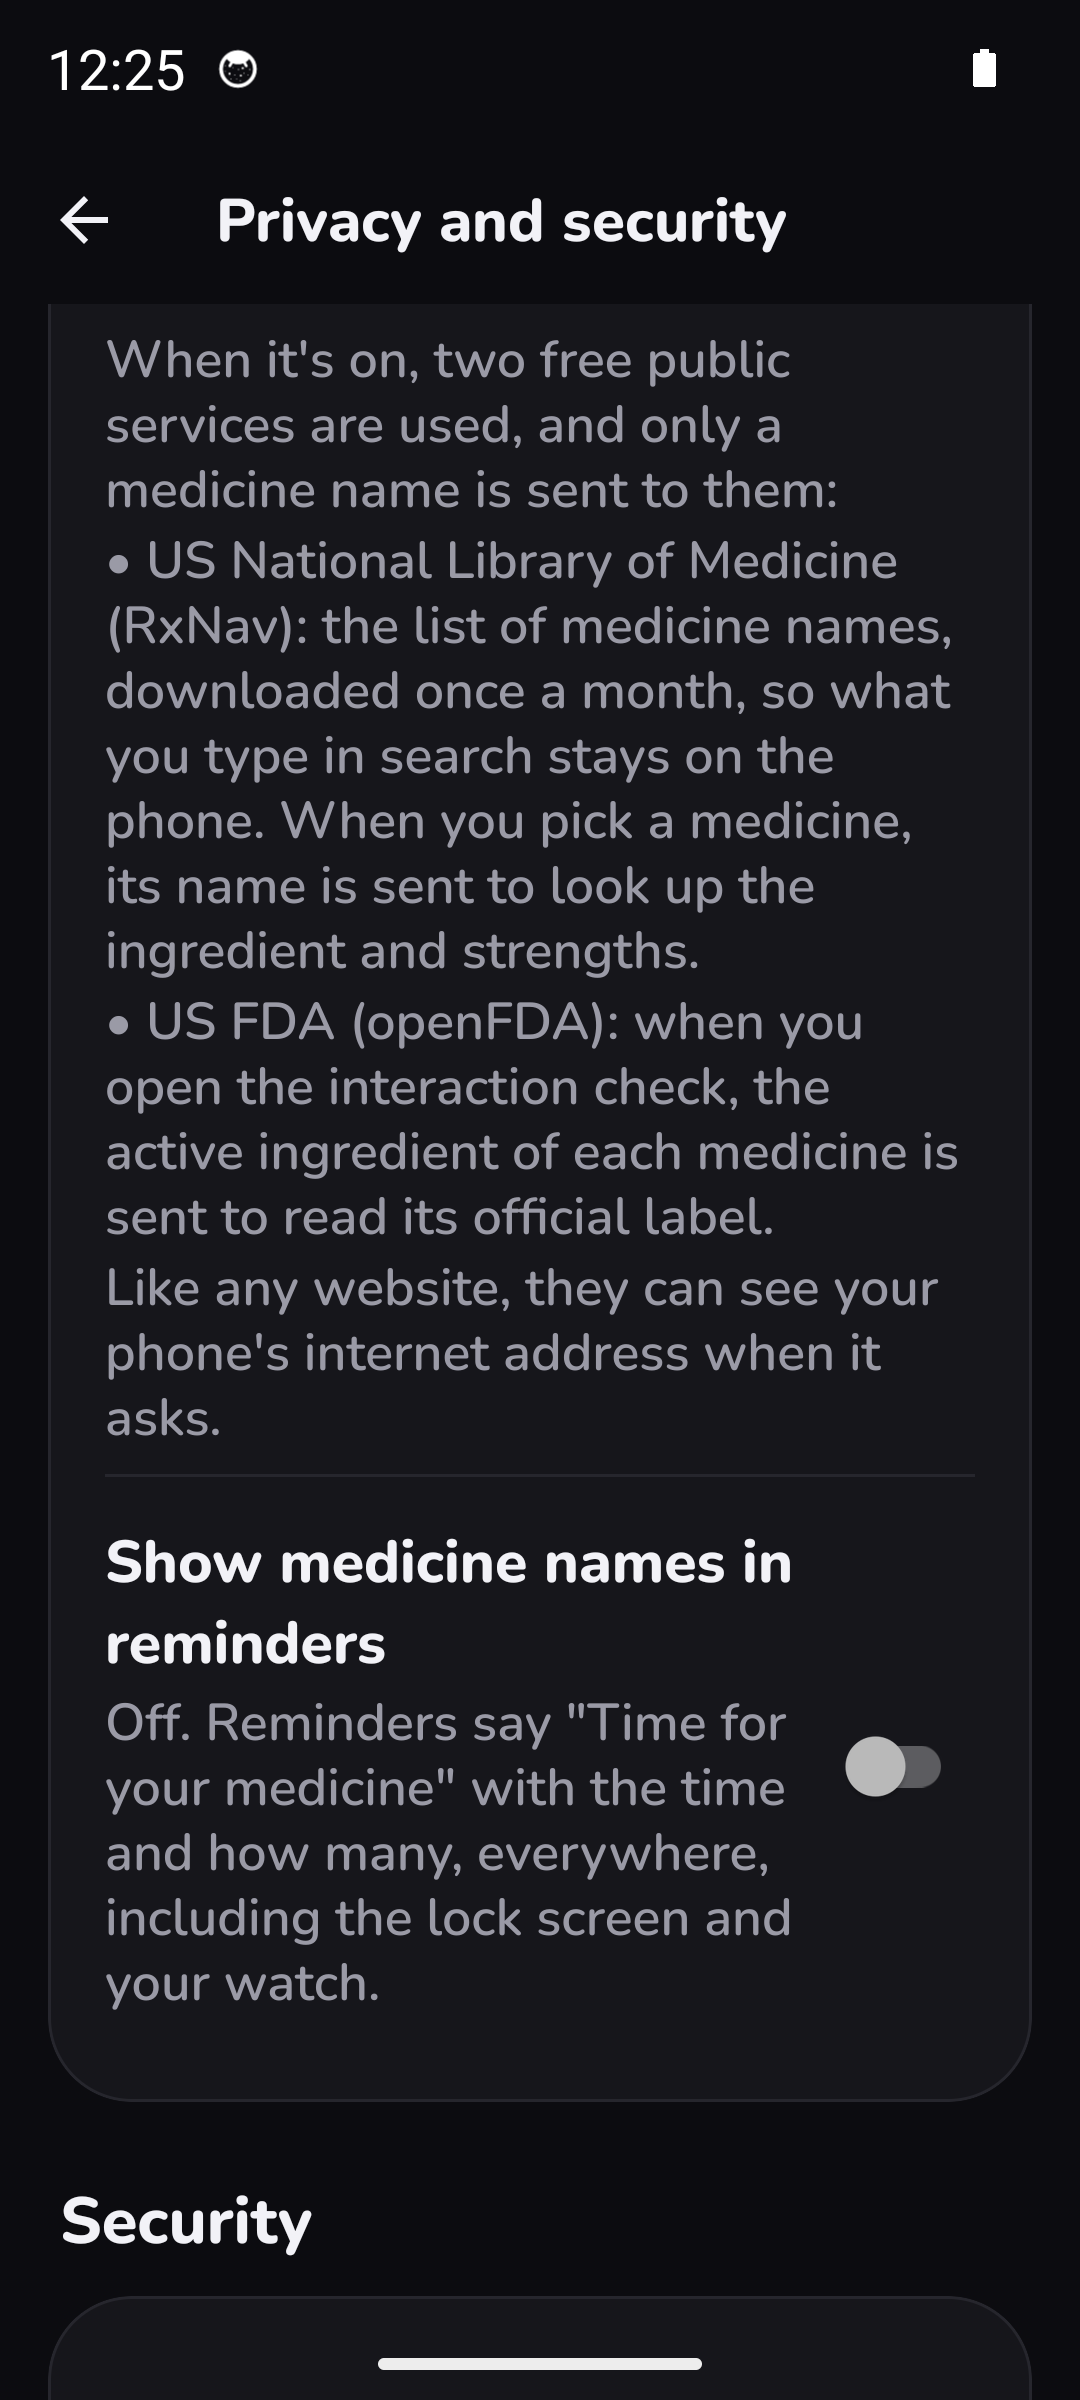 12:25
Privacy and security
When it's on, two free public
services are used, and only a
medicine name is sent to them:
• US National Library of Medicine
(RxNav): the list of medicine names,
downloaded once a month, so what
you type in search stays on the
phone. When you pick a medicine,
its name is sent to look up the
ingredient and strengths.
• US FDA (openFDA): when you
open the interaction check, the
active ingredient of each medicine is
sent to read its official label.
Like any website, they can see your
phone's internet address when it
asks.
Show medicine names in
reminders
Off. Reminders say "Time for
your medicine" with the time
and how many, everywhere,
including the lock screen and
your watch.
Security